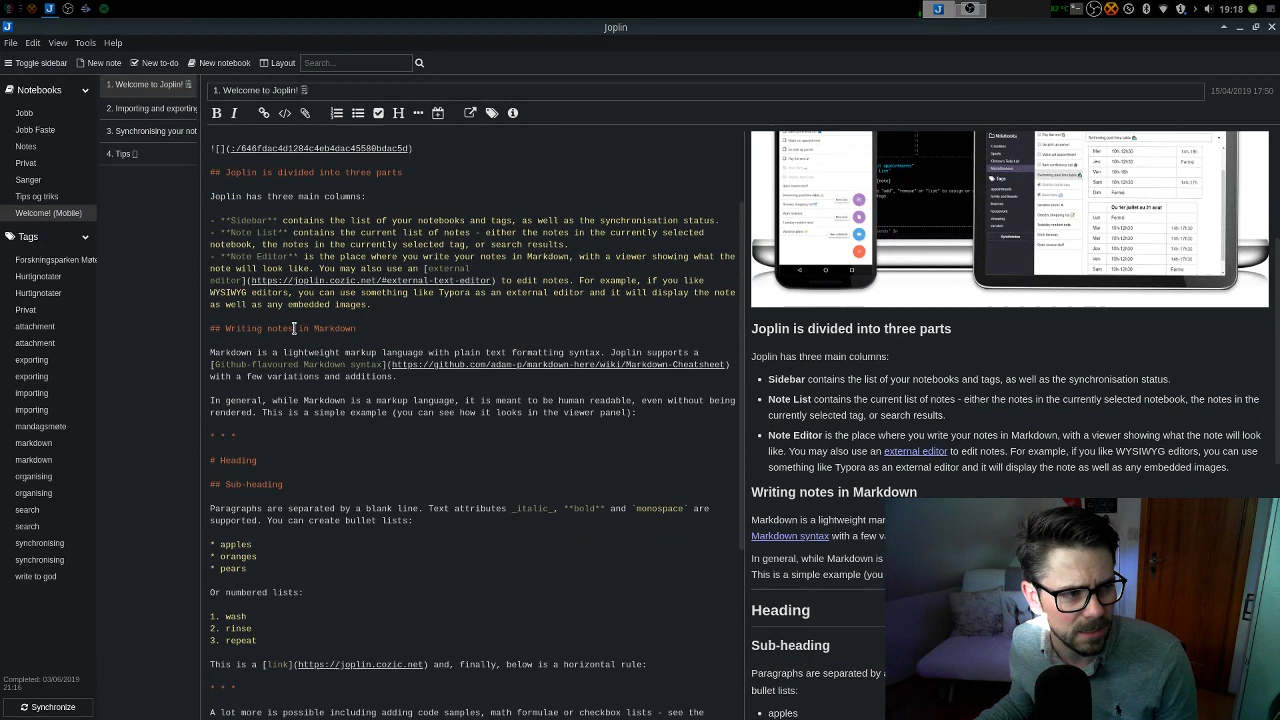 82 °C
19:18
Joplin
File Edit View Tools Help
Toggle sidebar New note New to-do New notebook Layout Search...
Notebooks
Jobb
Jobb Faste
Notes
Privat
Sanger
Tips og triks
Welcome! (Mobile)
Tags
Forskningsparken Møte
Hurtignoter
Hurtignoter
Privat
attachment
attachment
exporting
exporting
importing
importing
mandagsmøte
markdown
markdown
organising
organising
search
search
synchronising
synchronising
write to god
Completed: 03/06/2019
21:16
Synchronize
1. Welcome to Joplin!
2. Importing and exporting
3. Synchronising your not
4. Tips
1. Welcome to Joplin!
15/04/2019 17:50
## Joplin is divided into three parts
Joplin has three main columns:
- **Sidebar** contains the list of your notebooks and tags, as well as the synchronisation status.
- **Note List** contains the current list of notes - either the notes in the currently selected
notebook, the notes in the currently selected tag, or search results.
- **Note Editor** is the place where you write your notes in Markdown, with a viewer showing what the
note will look like. You may also use an [external
editor](https://joplin.cozic.net/#external-text-editor) to edit notes. For example, if you like
WYSIWYG editors, you can use something like Typora as an external editor and it will display the note
as well as any embedded images.
## Writing notes in Markdown
Markdown is a lightweight markup language with plain text formatting syntax. Joplin supports a
[Github-flavoured Markdown syntax](https://github.com/adam-p/markdown-here/wiki/Markdown-Cheatsheet)
with a few variations and additions.
In general, while Markdown is a markup language, it is meant to be human readable, even without being
rendered. This is a simple example (you can see how it looks in the viewer panel):
* * *
# Heading
## Sub-heading
Paragraphs are separated by a blank line. Text attributes _italic_, **bold** and `monospace` are
supported. You can create bullet lists:
* apples
* oranges
* pears
Or numbered lists:
1. wash
2. rinse
3. repeat
This is a [link](https://joplin.cozic.net) and, finally, below is a horizontal rule:
* * *
A lot more is possible including adding code samples, math formulae or checkbox lists - see the
Joplin is divided into three parts
Joplin has three main columns:
• Sidebar contains the list of your notebooks and tags, as well as the synchronisation status.
• Note List contains the current list of notes - either the notes in the currently selected notebook, the notes in the
currently selected tag, or search results.
• Note Editor is the place where you write your notes in Markdown, with a viewer showing what the note will look
like. You may also use an external editor to edit notes. For example, if you like WYSIWYG editors, you can use
something like Typora as an external editor and it will display the note as well as any embedded images.
Writing notes in Markdown
Markdown is a lightweight mar
Markdown syntax with a few va
In general, while Markdown is
This is a simple example (you
Heading
Sub-heading
Paragraphs are separated by a
bullet lists:
• apples